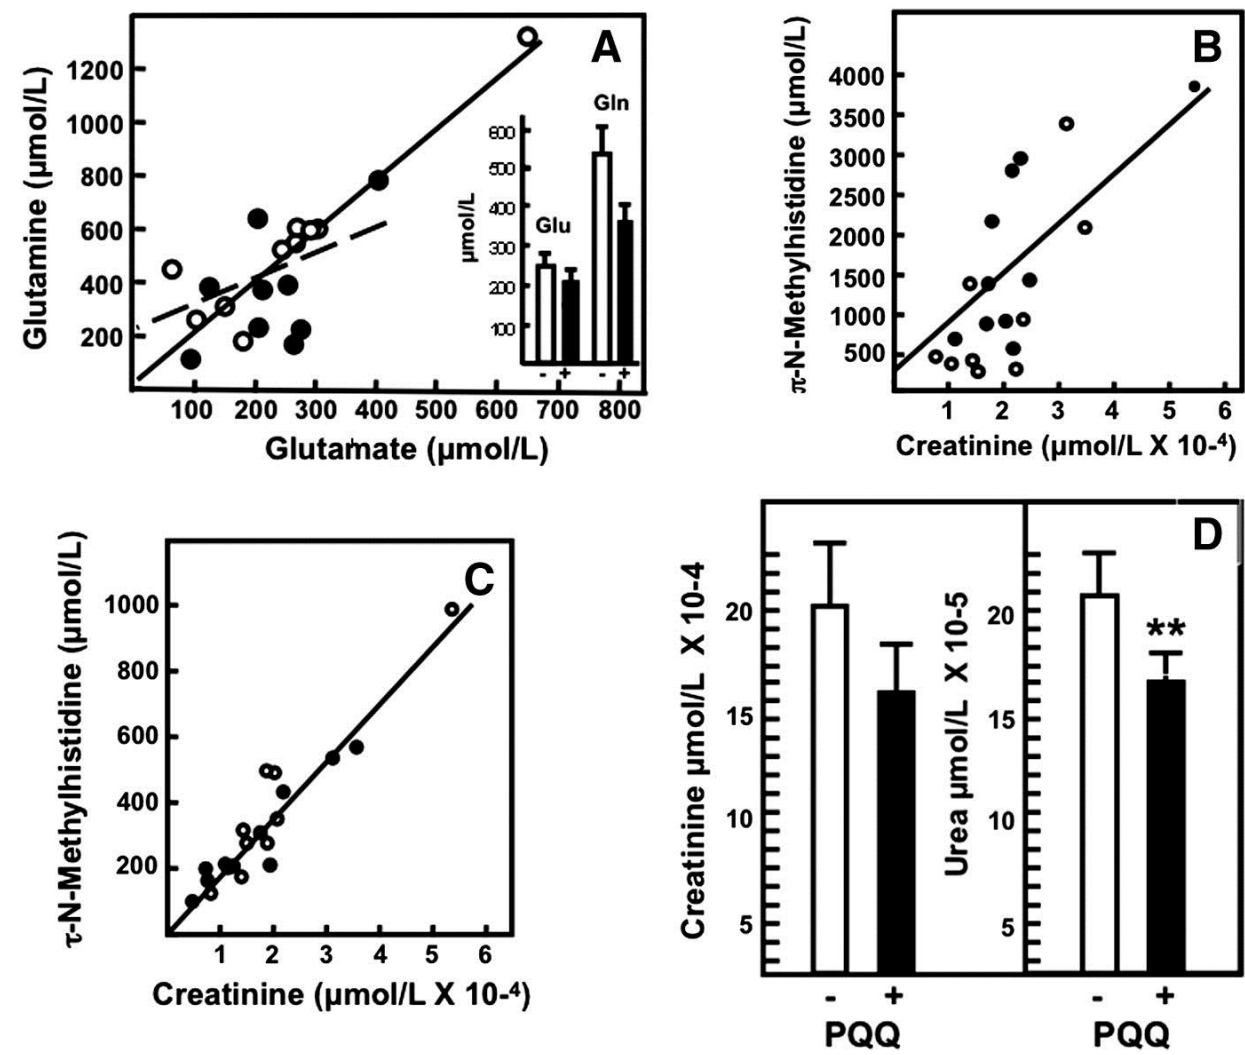 A
Glutamine (µmol/L)
1200
1000
800
600
400
200
100 200 300 400 500 600 700 800
Glutamate (µmol/L)
Gln
Glu
µmol/L
600
500
400
300
200
100
- + - +
B
π-N-Methylhistidine (µmol/L)
4000
3500
3000
2500
2000
1500
1000
500
1 2 3 4 5 6
Creatinine (µmol/L X 10-⁴)
C
τ-N-Methylhistidine (µmol/L)
1000
800
600
400
200
1 2 3 4 5 6
Creatinine (µmol/L X 10-⁴)
D
Creatinine µmol/L X 10-4
20
15
10
5
- +
PQQ
Urea µmol/L X 10-5
20
15
10
5
**
- +
PQQ